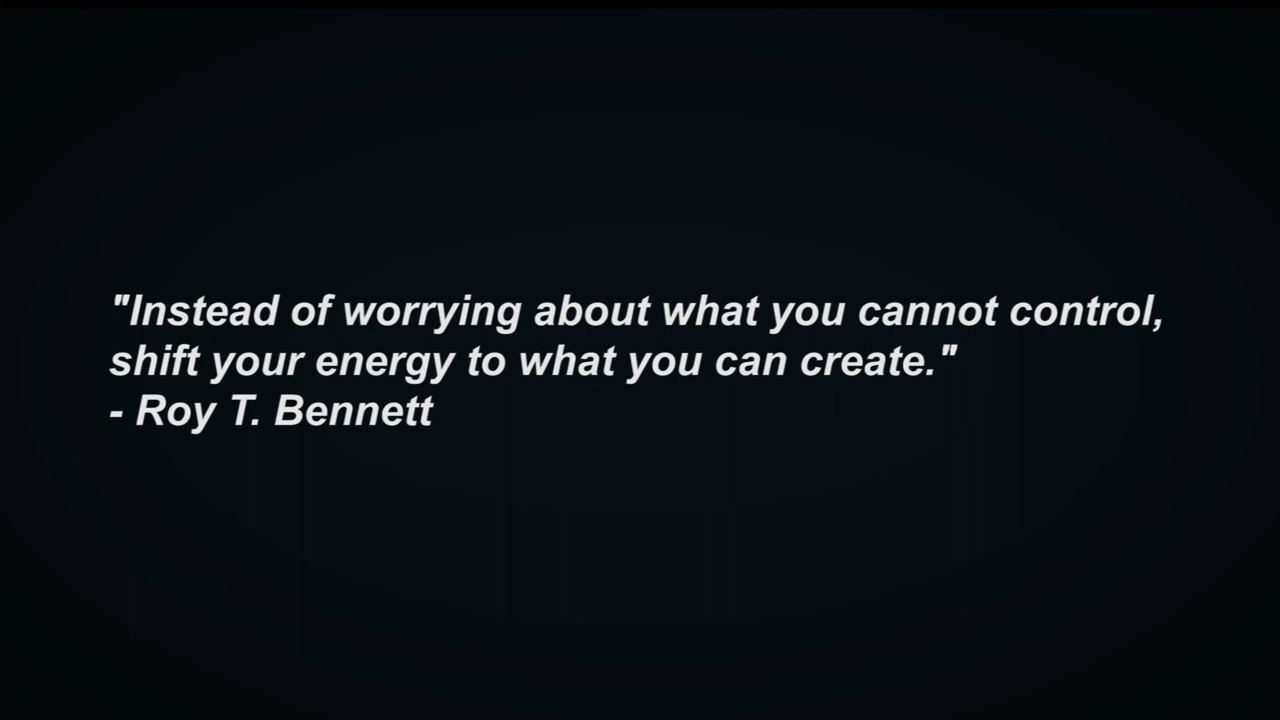 "Instead of worrying about what you cannot control,
shift your energy to what you can create."
- Roy T. Bennett